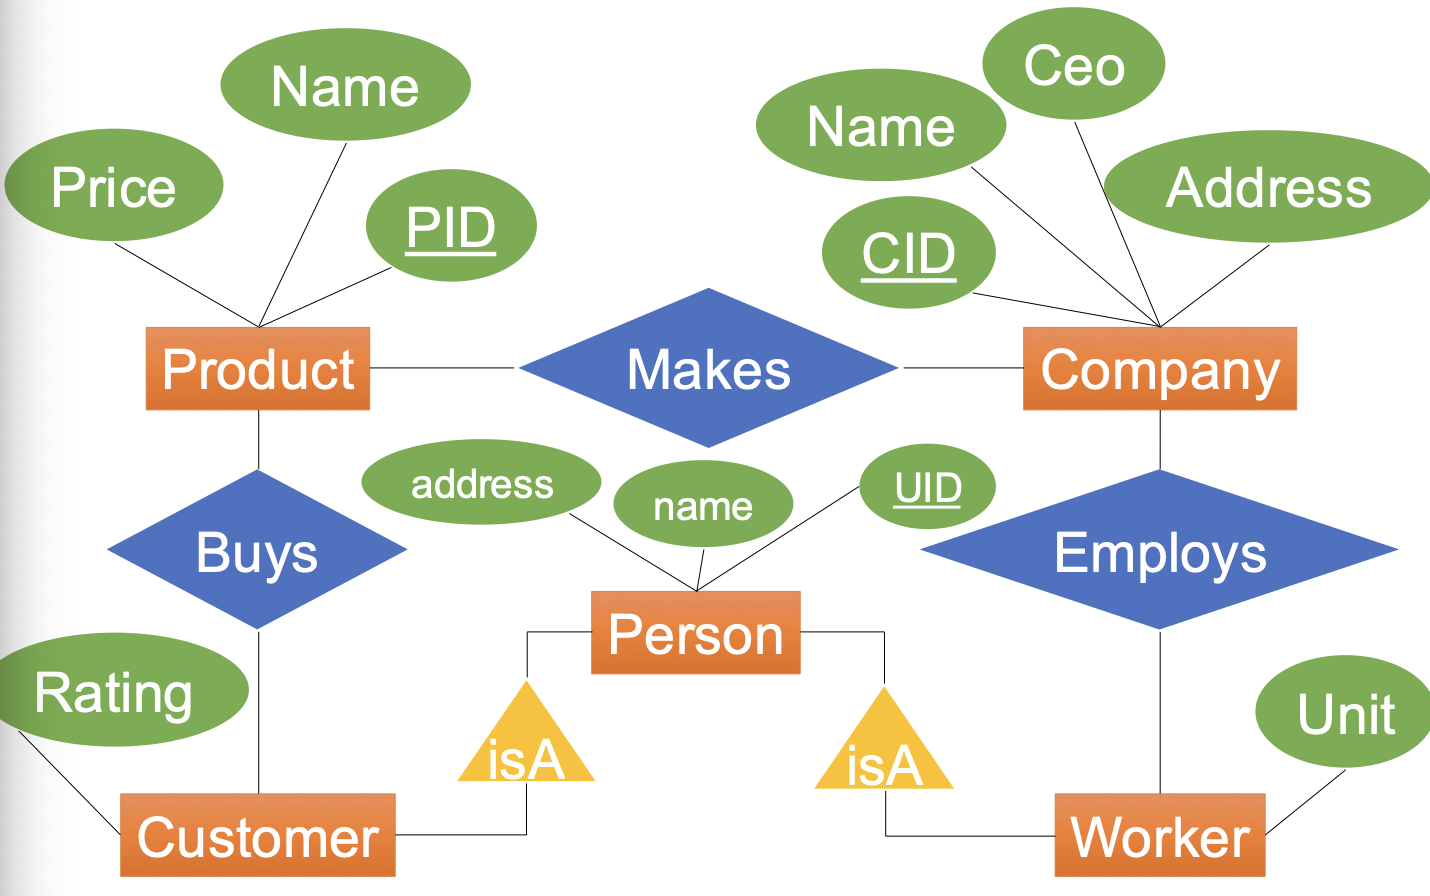 Name
Price
PID
Ceo
Name
Address
CID
Product
Makes
Company
address
name
UID
Buys
Employs
Person
Rating
isA
isA
Unit
Customer
Worker